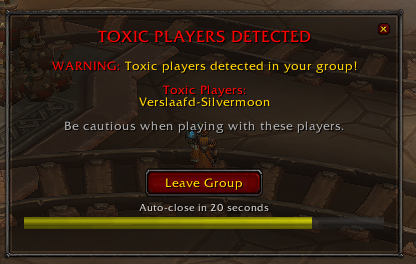 TOXIC PLAYERS DETECTED
WARNING: Toxic players detected in your group!
Toxic Players:
Verslaafd-Silvermoon
Be cautious when playing with these players.
Leave Group
Auto-close in 20 seconds